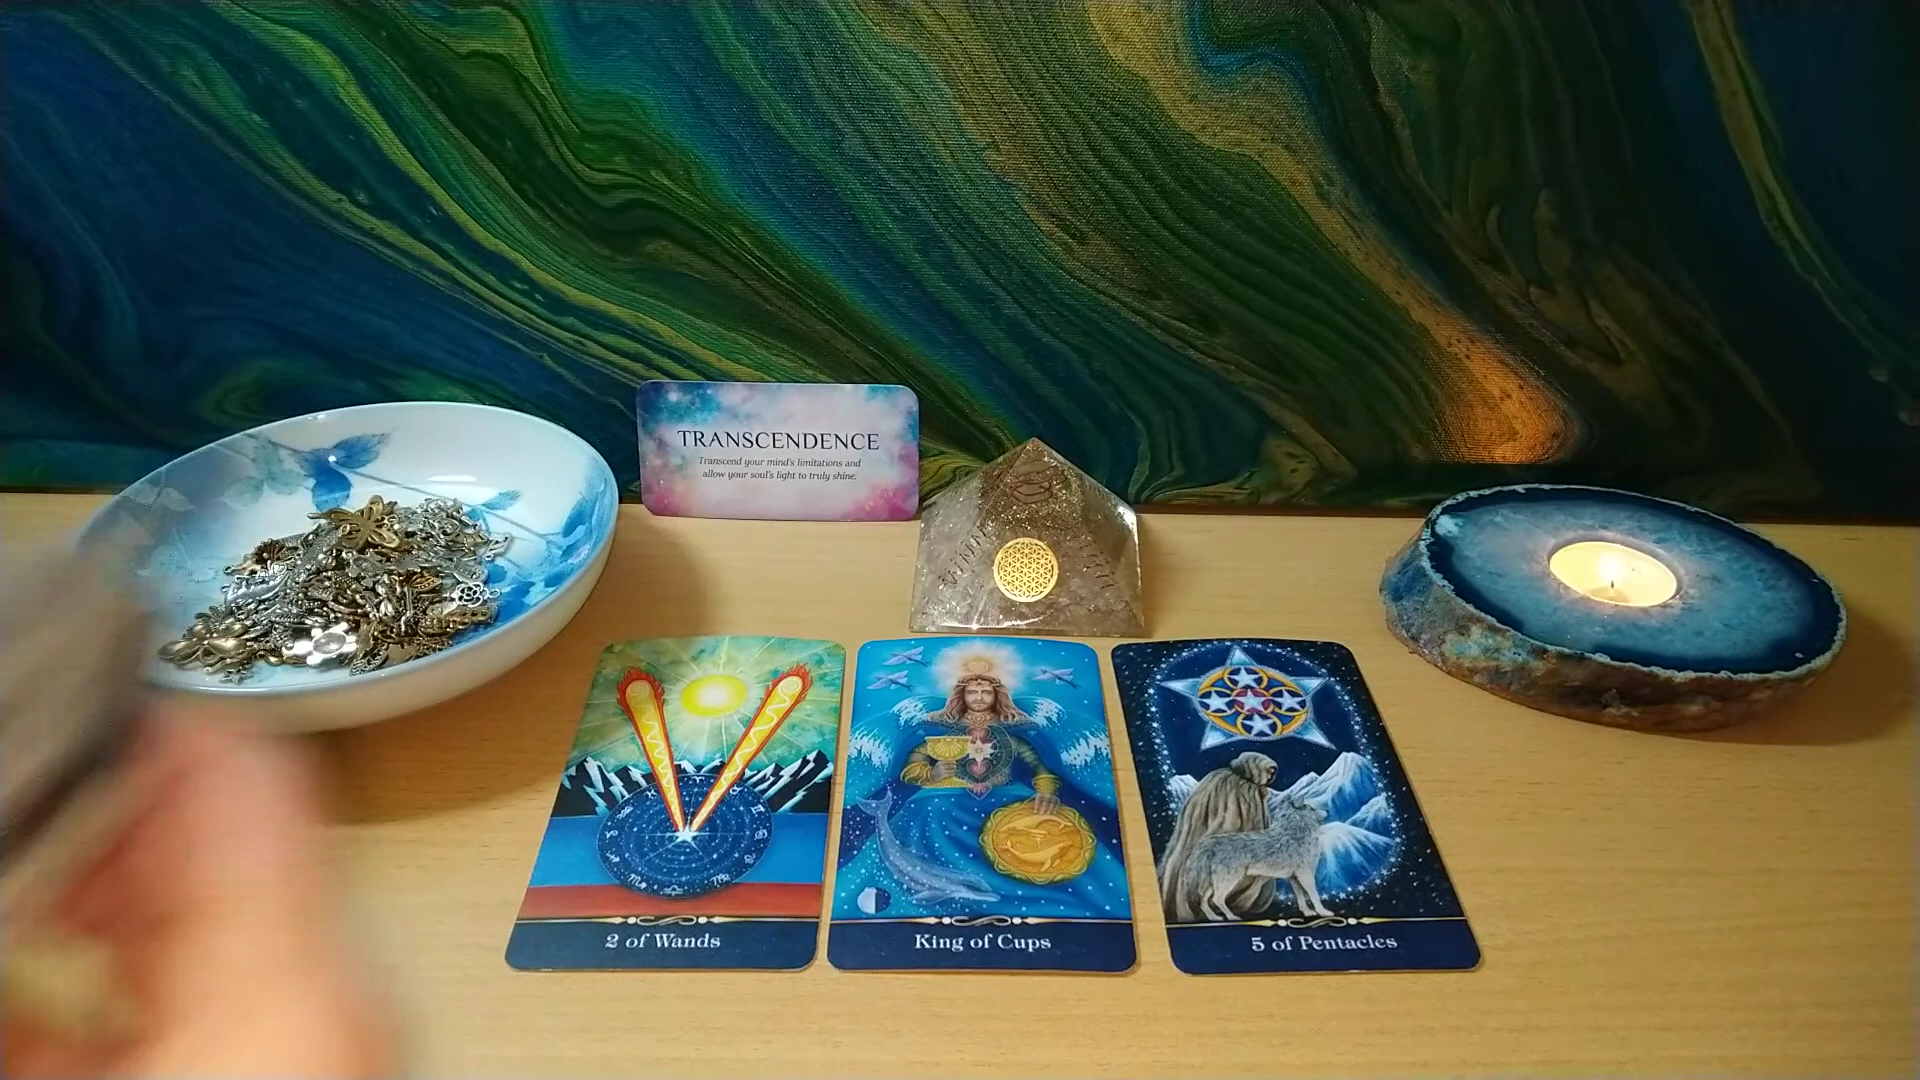 TRANSCENDENCE
Transcend your mind's limitations and
allow your soul's light to truly shine.
2 of Wands
King of Cups
5 of Pentacles